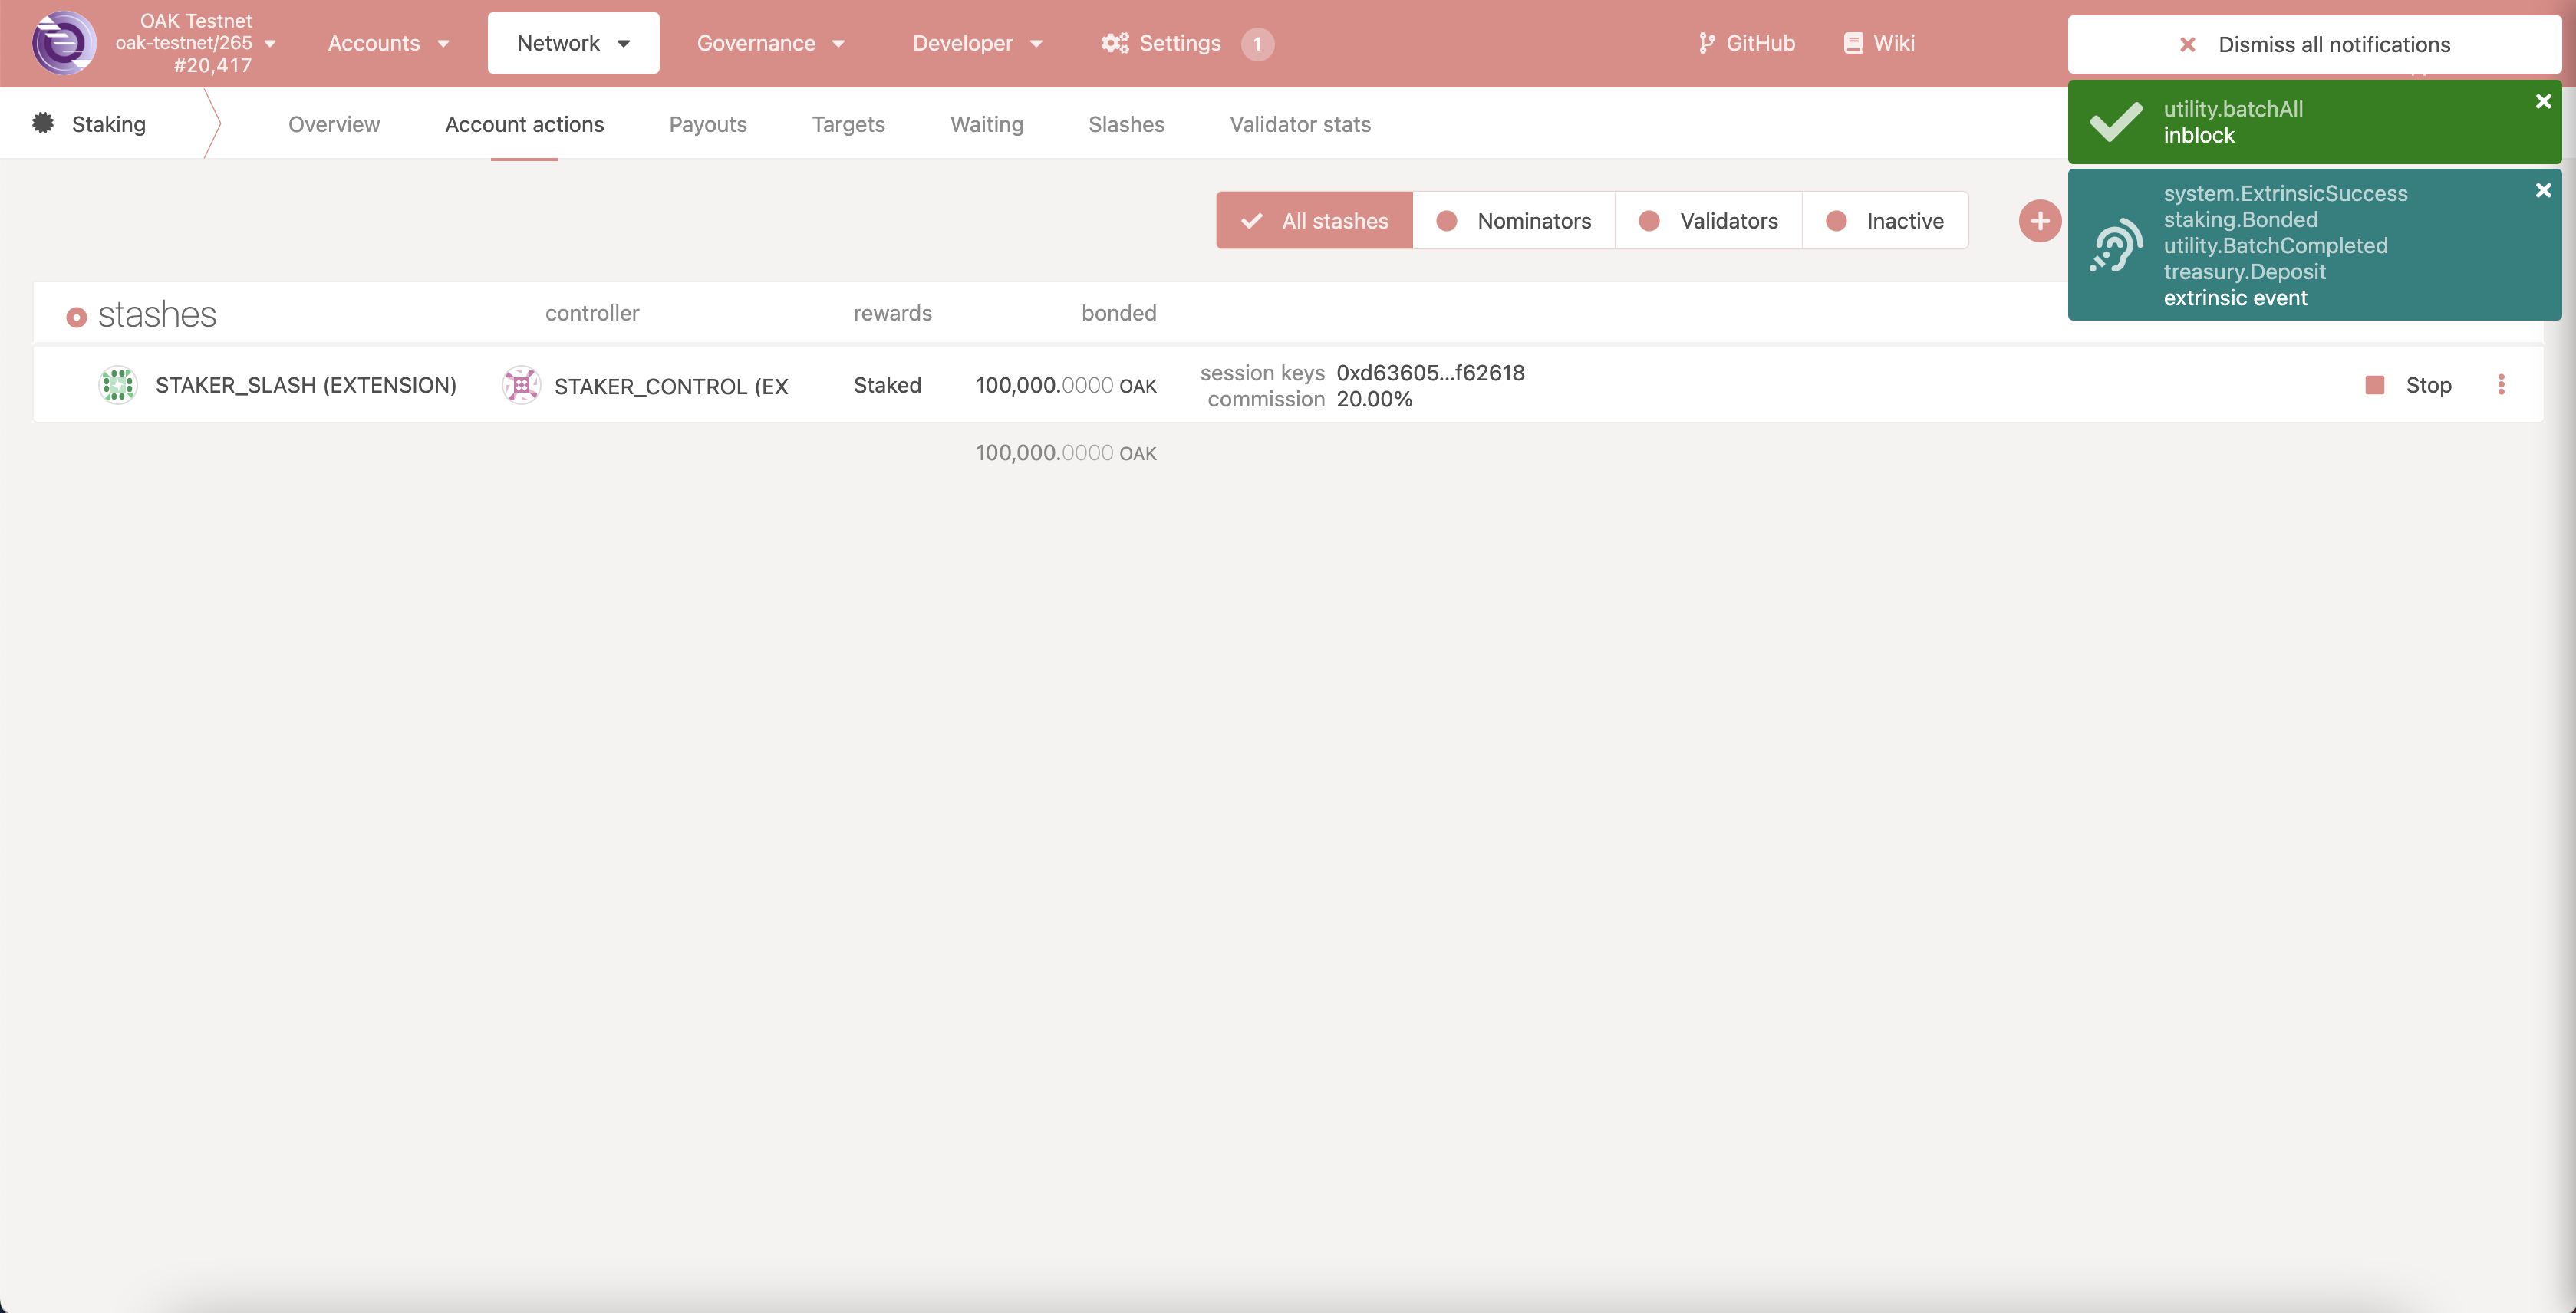 OAK Testnet
oak-testnet/265
#20,417
Accounts
Network
Governance
Developer
Settings
1
GitHub
Wiki
Dismiss all notifications
utility.batchAll
inblock
system.ExtrinsicSuccess
staking.Bonded
utility.BatchCompleted
treasury.Deposit
extrinsic event
Staking
Overview
Account actions
Payouts
Targets
Waiting
Slashes
Validator stats
All stashes
Nominators
Validators
Inactive
stashes
controller
rewards
bonded
STAKER_SLASH (EXTENSION)
STAKER_CONTROL (EX
Staked
100,000.0000 OAK
session keys 0xd63605...f62618
commission 20.00%
Stop
100,000.0000 OAK